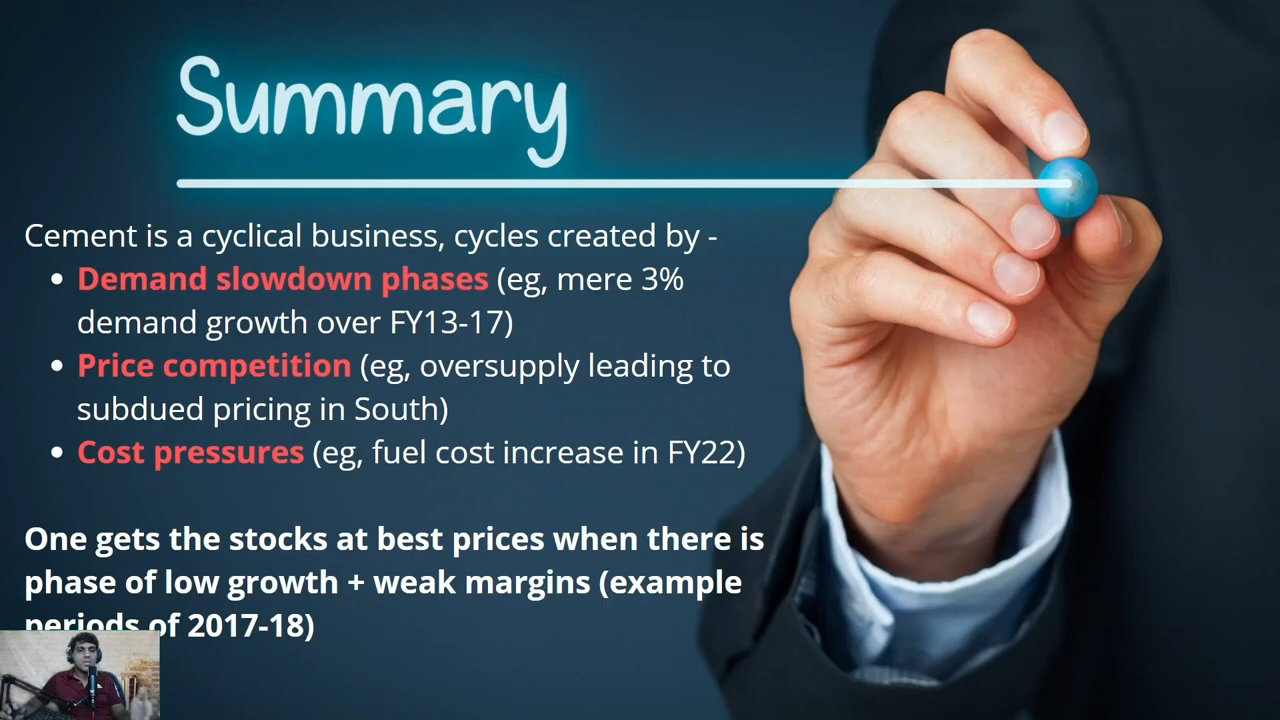 Summary
Cement is a cyclical business, cycles created by -
• Demand slowdown phases (eg, mere 3%
demand growth over FY13-17)
• Price competition (eg, oversupply leading to
subdued pricing in South)
• Cost pressures (eg, fuel cost increase in FY22)
One gets the stocks at best prices when there is
phase of low growth + weak margins (example
periods of 2017-18)